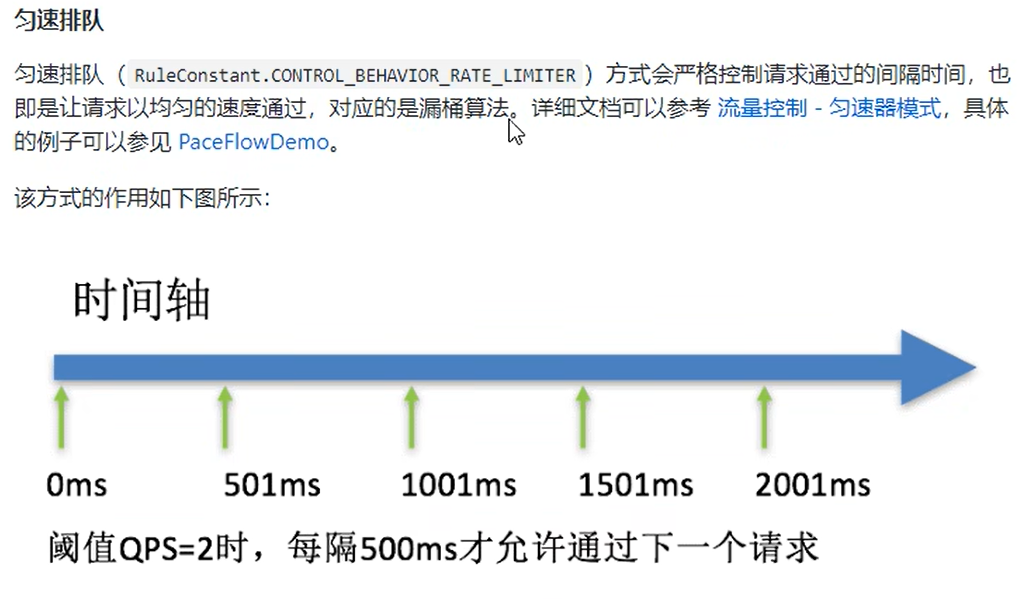 匀速排队
匀速排队（RuleConstant.CONTROL_BEHAVIOR_RATE_LIMITER）方式会严格控制请求通过的间隔时间，也
即是让请求以均匀的速度通过，对应的是漏桶算法。详细文档可以参考 流量控制 - 匀速器模式，具体
的例子可以参见 PaceFlowDemo。
该方式的作用如下图所示：
时间轴
0ms 501ms 1001ms 1501ms 2001ms
阈值QPS=2时，每隔500ms才允许通过下一个请求